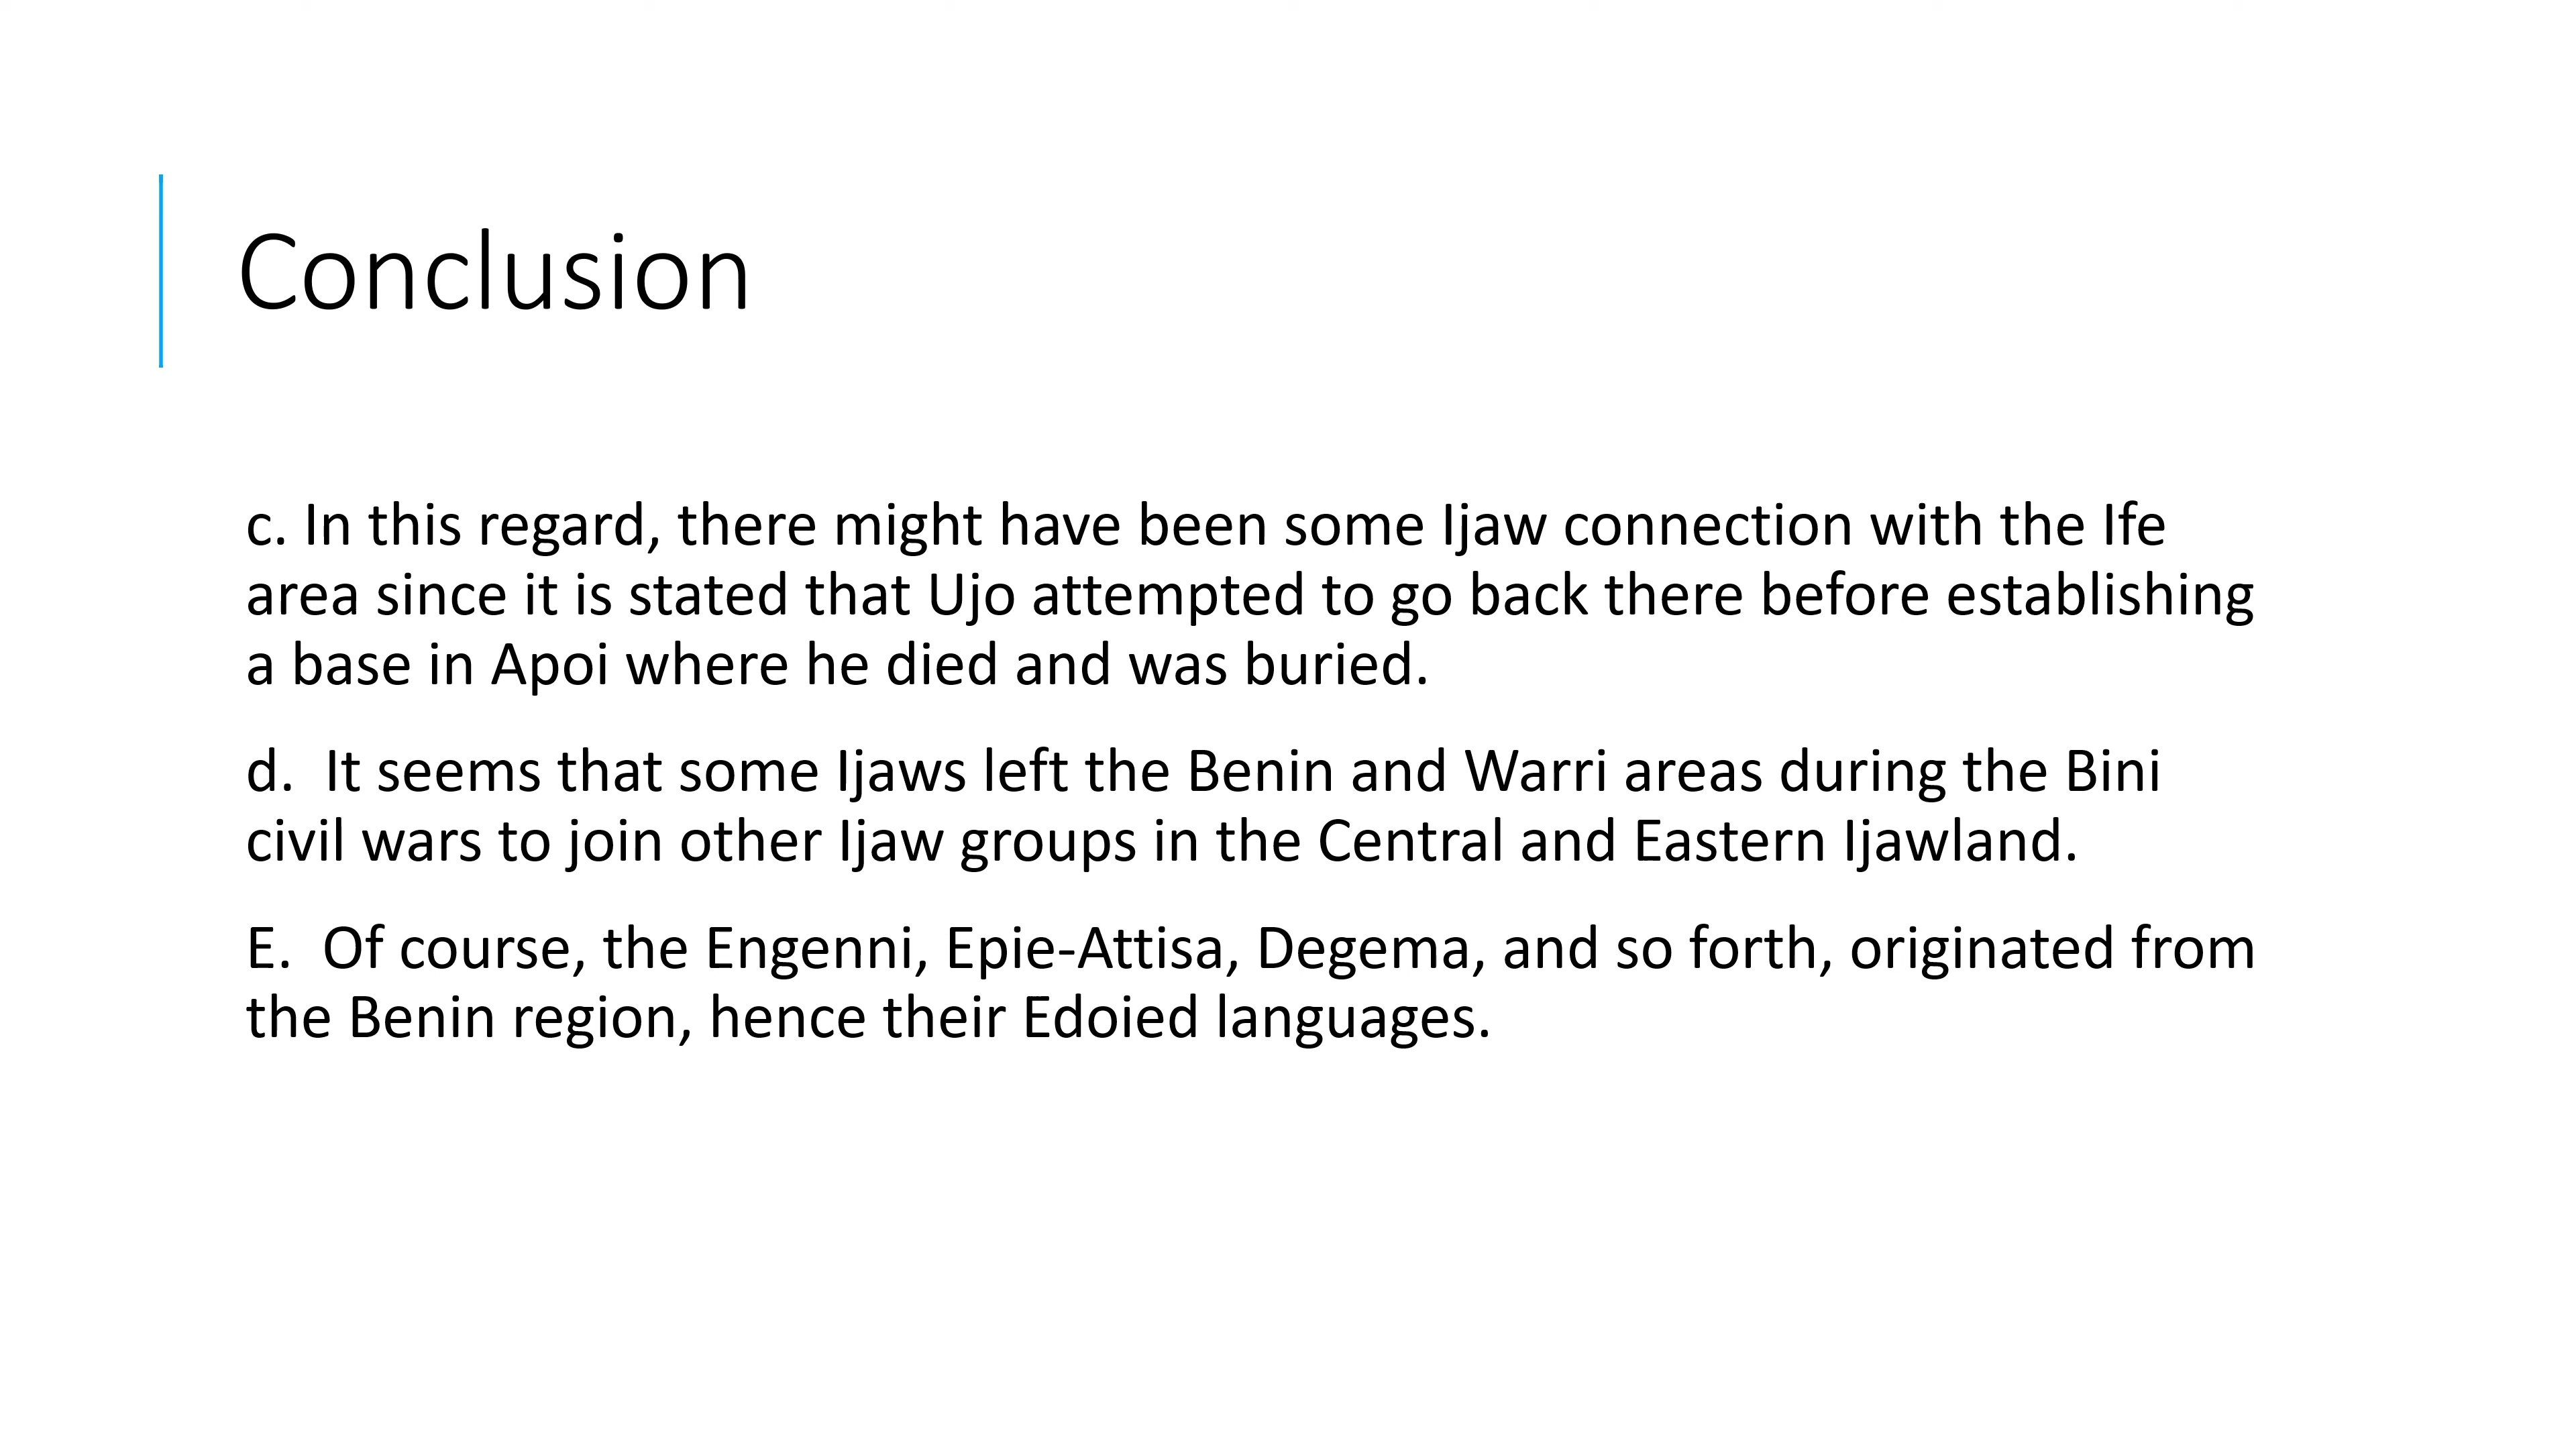 Conclusion
c. In this regard, there might have been some Ijaw connection with the Ife
area since it is stated that Ujo attempted to go back there before establishing
a base in Apoi where he died and was buried.
d.  It seems that some Ijaws left the Benin and Warri areas during the Bini
civil wars to join other Ijaw groups in the Central and Eastern Ijawland.
E.  Of course, the Engenni, Epie-Attisa, Degema, and so forth, originated from
the Benin region, hence their Edoied languages.